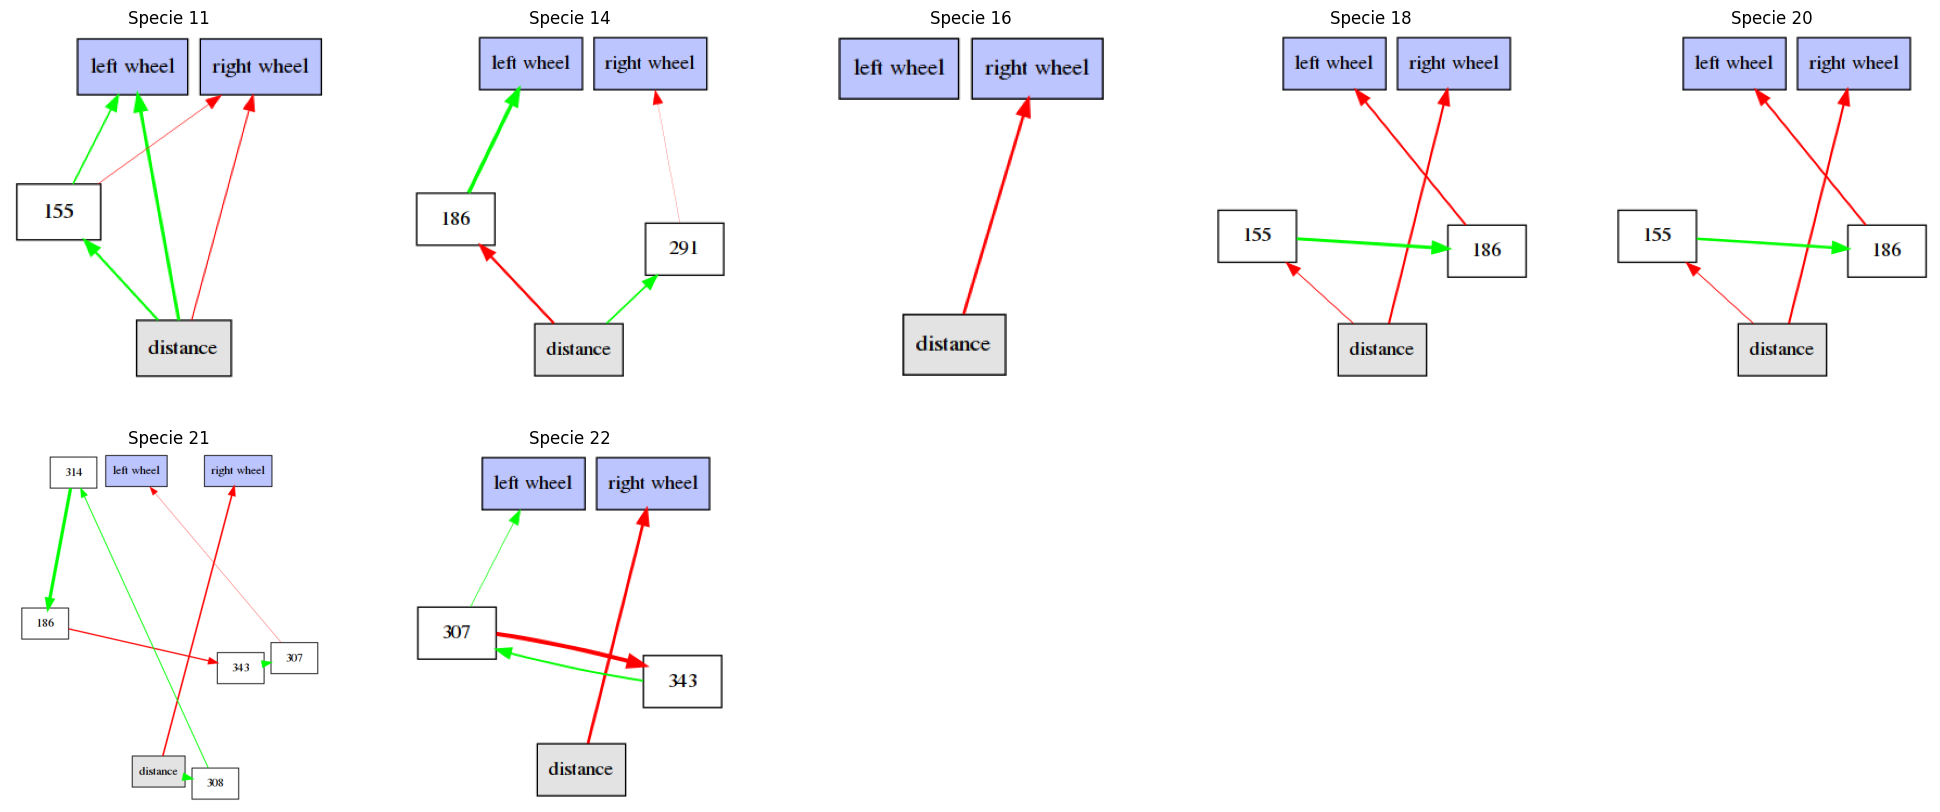 Specie 11
left wheel
right wheel
155
distance
Specie 14
left wheel
right wheel
186
291
distance
Specie 16
left wheel
right wheel
distance
Specie 18
left wheel
right wheel
155
186
distance
Specie 20
left wheel
right wheel
155
186
distance
Specie 21
314
left wheel
right wheel
186
343
307
distance
308
Specie 22
left wheel
right wheel
307
343
distance